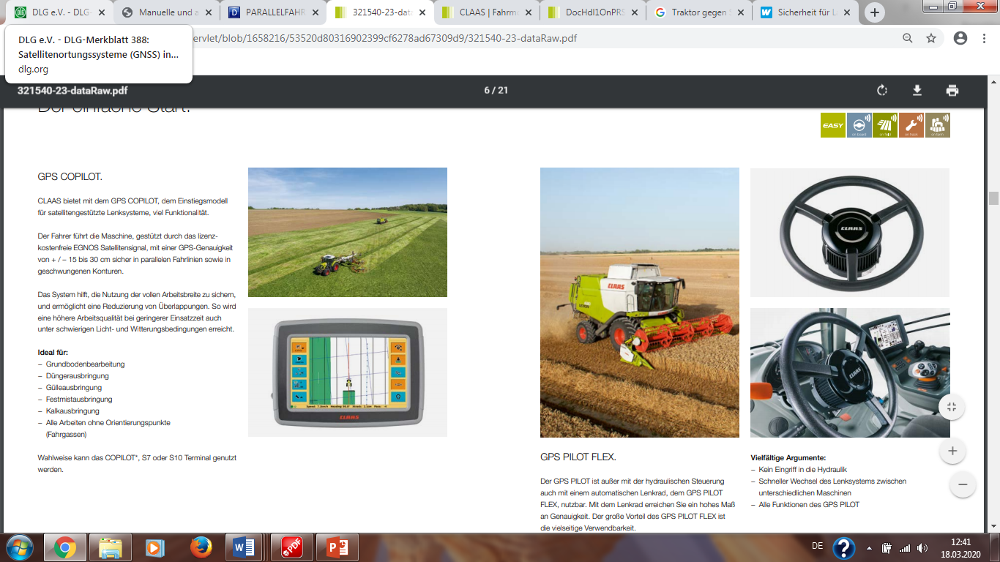 DLG e.V. - DLG-
Manuelle und a
PARALLELFAHR
321540-23-data
CLAAS | Fahrm
DocHdl1OnPRS
Traktor gegen S
Sicherheit für L
DLG e.V. - DLG-Merkblatt 388:
Satellitenortungssysteme (GNSS) in...
dlg.org
ervlet/blob/1658216/53520d80316902399cf6278ad67309d9/321540-23-dataRaw.pdf
321540-23-dataRaw.pdf
6 / 21
Der einfache Start.
EASY
on board
on field
on track
on farm
GPS COPILOT.
CLAAS bietet mit dem GPS COPILOT, dem Einstiegsmodell
für satellitengestützte Lenksysteme, viel Funktionalität.
Der Fahrer führt die Maschine, gestützt durch das lizenz-
kostenfreie EGNOS Satellitensignal, mit einer GPS-Genauigkeit
von + / – 15 bis 30 cm sicher in parallelen Fahrlinien sowie in
geschwungenen Konturen.
Das System hilft, die Nutzung der vollen Arbeitsbreite zu sichern,
und ermöglicht eine Reduzierung von Überlappungen. So wird
eine höhere Arbeitsqualität bei geringerer Einsatzzeit auch
unter schwierigen Licht- und Witterungsbedingungen erreicht.
Ideal für:
– Grundbodenbearbeitung
– Düngerausbringung
– Gülleausbringung
– Festmistausbringung
– Kalkausbringung
– Alle Arbeiten ohne Orientierungspunkte
(Fahrgassen)
Wahlweise kann das COPILOT*, S7 oder S10 Terminal genutzt
werden.
CLAAS
CLAAS
CLAAS
CLAAS
GPS PILOT FLEX.
Der GPS PILOT ist außer mit der hydraulischen Steuerung
auch mit einem automatischen Lenkrad, dem GPS PILOT
FLEX, nutzbar. Mit dem Lenkrad erreichen Sie ein hohes Maß
an Genauigkeit. Der große Vorteil des GPS PILOT FLEX ist
die vielseitige Verwendbarkeit.
Vielfältige Argumente:
– Kein Eingriff in die Hydraulik
– Schneller Wechsel des Lenksystems zwischen
unterschiedlichen Maschinen
– Alle Funktionen des GPS PILOT
DE
12:41
18.03.2020